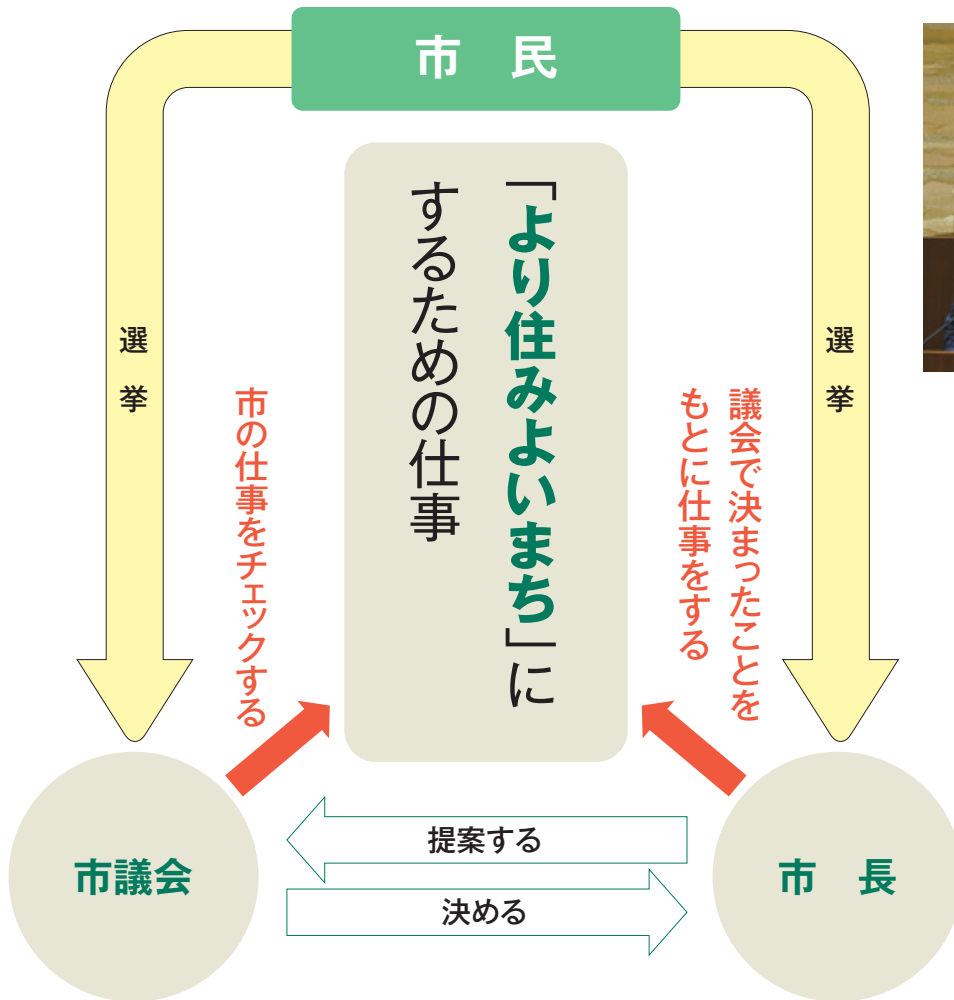 市　民
「より住みよいまち」に
するための仕事
選挙
選挙
議会で決まったことを
もとに仕事をする
市の仕事をチェックする
提案する
決める
市議会
市　長